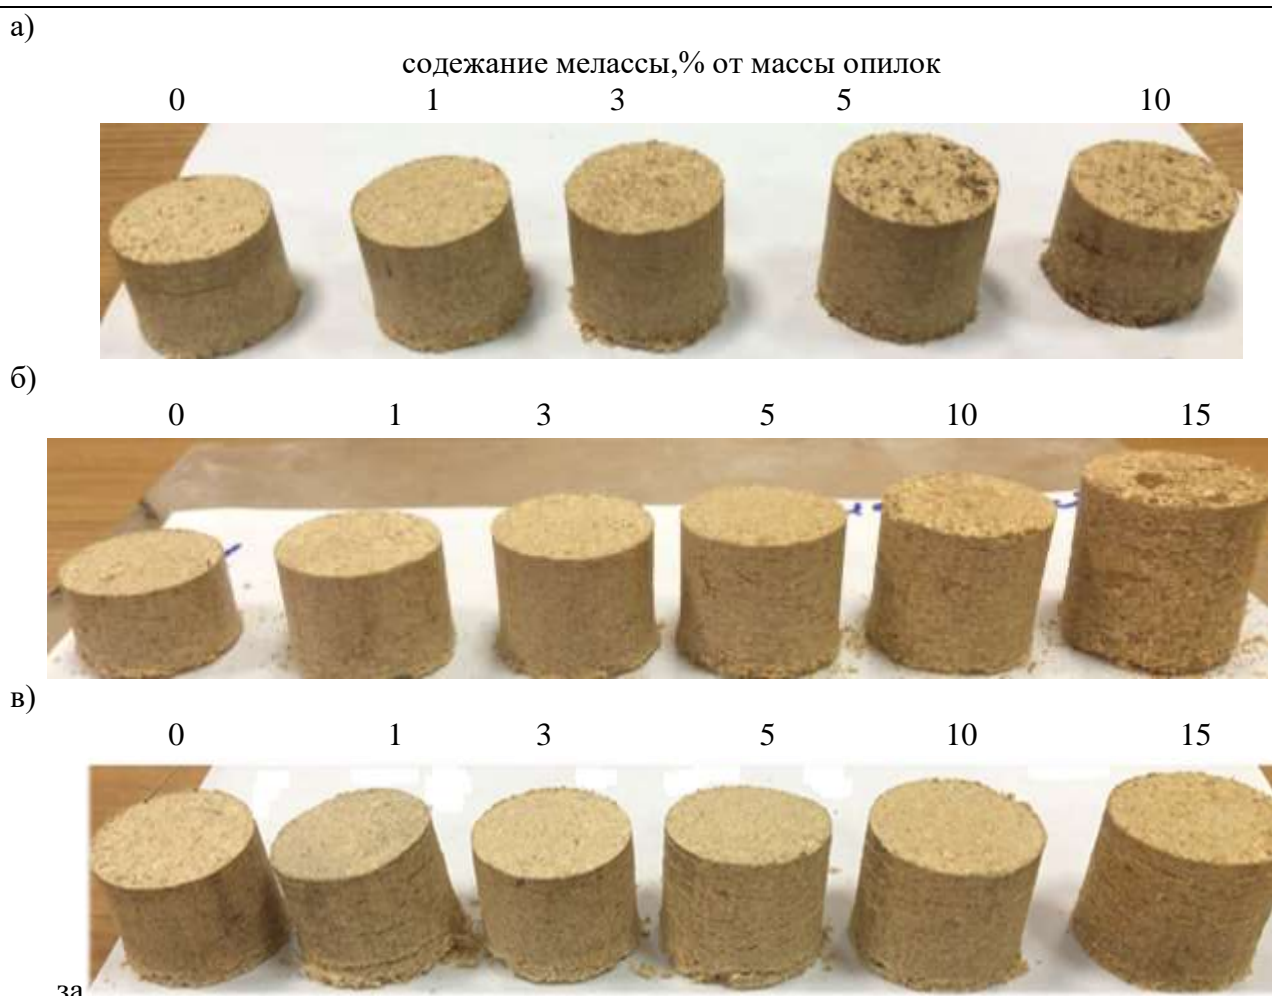 а)
содежание мелассы,% от массы опилок
0 1 3 5 10
б)
0 1 3 5 10 15
в)
0 1 3 5 10 15
за